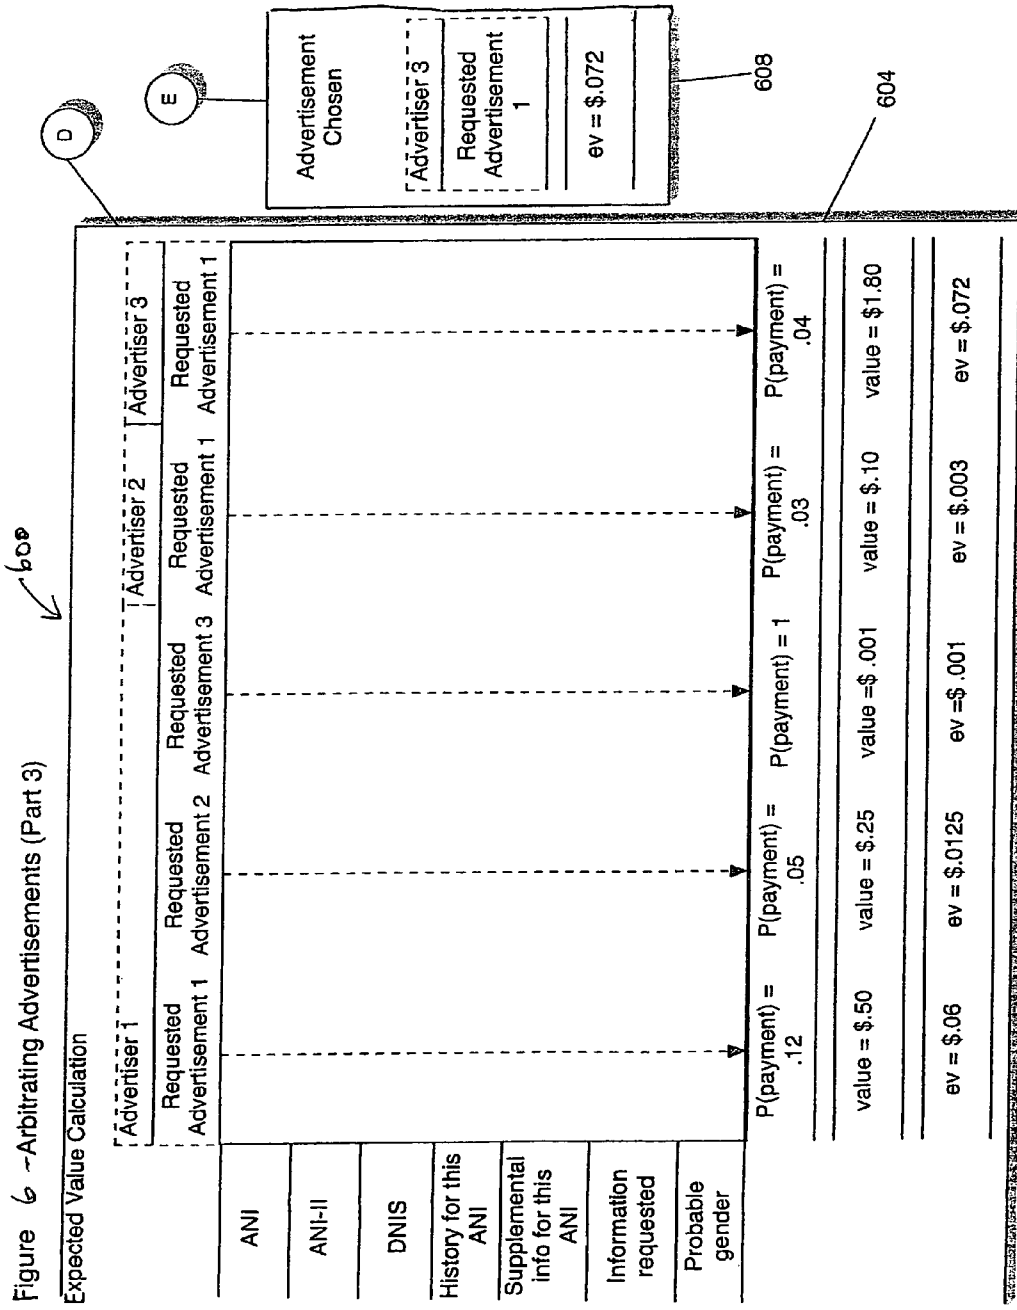 Figure 6 -Arbitrating Advertisements (Part 3)
600
Expected Value Calculation
D
E
Advertiser 1
Advertiser 2
Advertiser 3
Requested
Advertisement 1
Requested
Advertisement 2
Requested
Advertisement 3
Requested
Advertisement 1
Requested
Advertisement 1
ANI
ANI-II
DNIS
History for this
ANI
Supplemental
info for this
ANI
Information
requested
Probable
gender
P(payment) =
.12
P(payment) =
.05
P(payment) = 1
P(payment) =
.03
P(payment) =
.04
value = $.50
value = $.25
value =$.001
value = $.10
value = $1.80
ev = $.06
ev = $.0125
ev =$.001
ev = $.003
ev = $.072
604
Advertisement
Chosen
Advertiser 3
Requested
Advertisement
1
ev = $.072
608